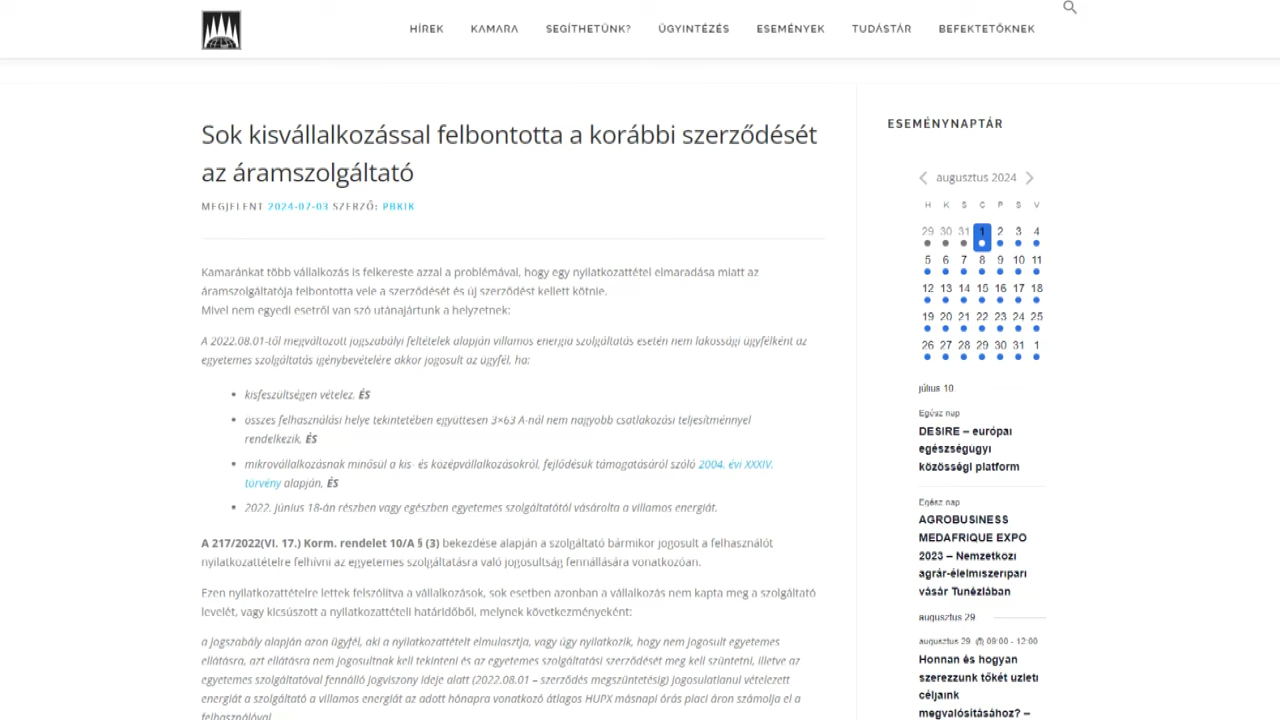 HÍREK KAMARA SEGÍTHETÜNK? ÜGYINTÉZÉS ESEMÉNYEK TUDÁSTÁR BEFEKTETŐKNEK
Sok kisvállalkozással felbontotta a korábbi szerződését
az áramszolgáltató
MEGJELENT 2024-07-03 SZERZŐ: PBKIK
Kamaránkat több vállalkozás is felkereste azzal a problémával, hogy egy nyilatkozattétel elmaradása miatt az
áramszolgáltatója felbontotta vele a szerződését és új szerződést kellett kötnie.
Mivel nem egyedi esetről van szó utánajártunk a helyzetnek:
A 2022.08.01-től megváltozott jogszabályi feltételek alapján villamos energia szolgáltatás esetén nem lakossági ügyfélként az
egyetemes szolgáltatás igénybevételére akkor jogosult az ügyfél, ha:
kisfeszültségen vételez, ÉS
összes felhasználási helye tekintetében együttesen 3×63 A-nál nem nagyobb csatlakozási teljesítménnyel
rendelkezik, ÉS
mikrovállalkozásnak minősül a kis- és középvállalkozásokról, fejlődésük támogatásáról szóló 2004. évi XXXIV.
törvény alapján, ÉS
2022. június 18-án részben vagy egészben egyetemes szolgáltatótól vásárolta a villamos energiát.
A 217/2022(VI. 17.) Korm. rendelet 10/A § (3) bekezdése alapján a szolgáltató bármikor jogosult a felhasználót
nyilatkozattételre felhívni az egyetemes szolgáltatásra való jogosultság fennállására vonatkozóan.
Ezen nyilatkozattételre lettek felszólítva a vállalkozások, sok esetben azonban a vállalkozás nem kapta meg a szolgáltató
levelét, vagy kicsúszott a nyilatkozattételi határidőből, melynek következményeként:
a jogszabály alapján azon ügyfél, aki a nyilatkozattételt elmulasztja, vagy úgy nyilatkozik, hogy nem jogosult egyetemes
ellátásra, azt ellátásra nem jogosultnak kell tekinteni és az egyetemes szolgáltatási szerződését meg kell szüntetni, illetve az
egyetemes szolgáltatóval fennálló jogviszony ideje alatt (2022.08.01 – szerződés megszüntetésig) jogosulatlanul vételezett
energiát a szolgáltató a villamos energiát az adott hónapra vonatkozó átlagos HUPX másnapi órás piaci áron számolja el a
felhasználóval.
ESEMÉNYNAPTÁR
augusztus 2024
H K S C P S V
29 30 31 1 2 3 4
5 6 7 8 9 10 11
12 13 14 15 16 17 18
19 20 21 22 23 24 25
26 27 28 29 30 31 1
július 10
Egész nap
DESIRE – európai
egészségügyi
közösségi platform
Egész nap
AGROBUSINESS
MEDAFRIQUE EXPO
2023 – Nemzetközi
agrár-élelmiszeripari
vásár Tunéziában
augusztus 29
augusztus 29 @ 09:00 - 12:00
Honnan és hogyan
szerezzünk tőkét üzleti
céljaink
megvalósításához? –